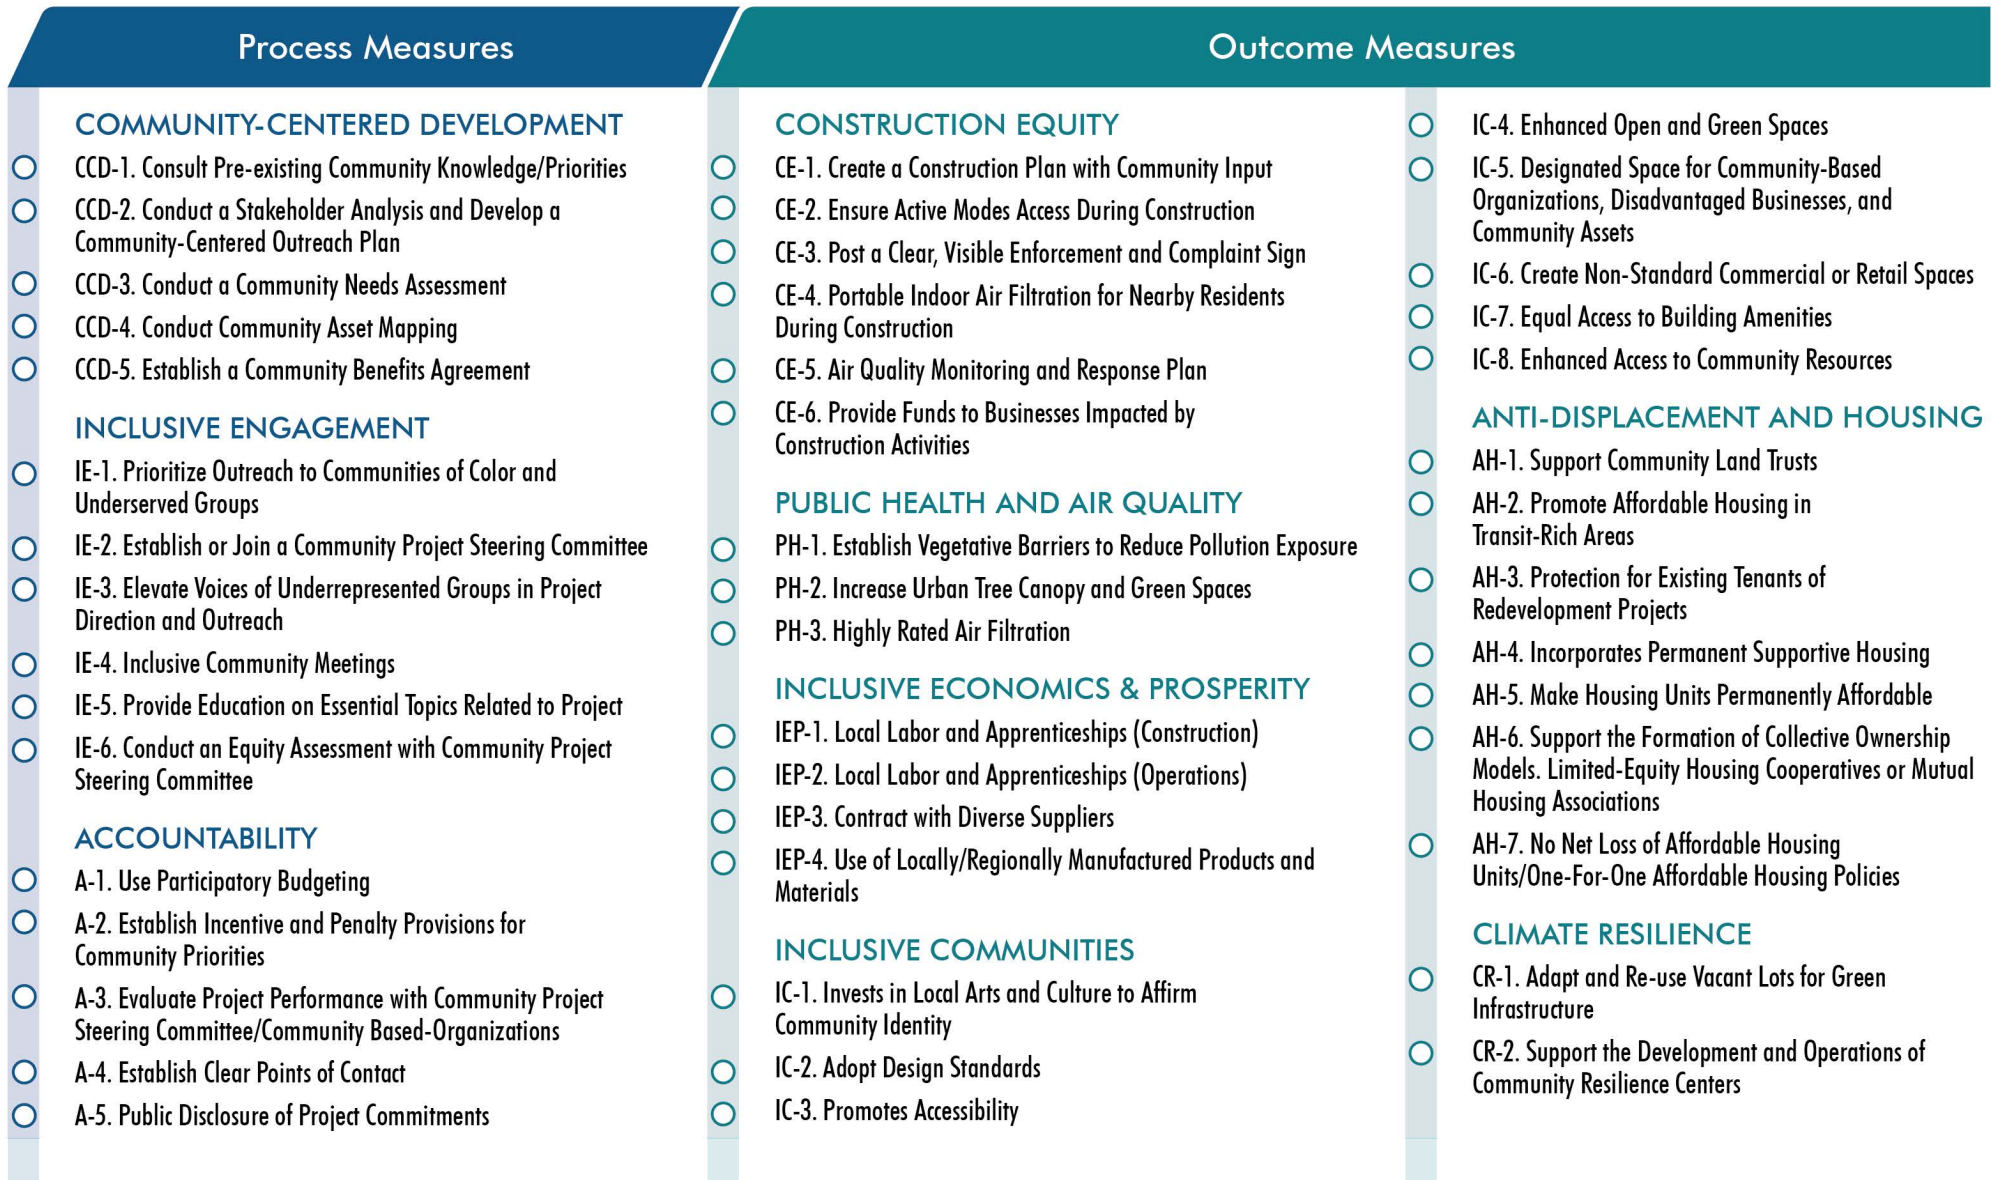 Process Measures
Outcome Measures
COMMUNITY-CENTERED DEVELOPMENT
CCD-1. Consult Pre-existing Community Knowledge/Priorities
CCD-2. Conduct a Stakeholder Analysis and Develop a
Community-Centered Outreach Plan
CCD-3. Conduct a Community Needs Assessment
CCD-4. Conduct Community Asset Mapping
CCD-5. Establish a Community Benefits Agreement
INCLUSIVE ENGAGEMENT
IE-1. Prioritize Outreach to Communities of Color and
Underserved Groups
IE-2. Establish or Join a Community Project Steering Committee
IE-3. Elevate Voices of Underrepresented Groups in Project
Direction and Outreach
IE-4. Inclusive Community Meetings
IE-5. Provide Education on Essential Topics Related to Project
IE-6. Conduct an Equity Assessment with Community Project
Steering Committee
ACCOUNTABILITY
A-1. Use Participatory Budgeting
A-2. Establish Incentive and Penalty Provisions for
Community Priorities
A-3. Evaluate Project Performance with Community Project
Steering Committee/Community Based-Organizations
A-4. Establish Clear Points of Contact
A-5. Public Disclosure of Project Commitments
CONSTRUCTION EQUITY
CE-1. Create a Construction Plan with Community Input
CE-2. Ensure Active Modes Access During Construction
CE-3. Post a Clear, Visible Enforcement and Complaint Sign
CE-4. Portable Indoor Air Filtration for Nearby Residents
During Construction
CE-5. Air Quality Monitoring and Response Plan
CE-6. Provide Funds to Businesses Impacted by
Construction Activities
PUBLIC HEALTH AND AIR QUALITY
PH-1. Establish Vegetative Barriers to Reduce Pollution Exposure
PH-2. Increase Urban Tree Canopy and Green Spaces
PH-3. Highly Rated Air Filtration
INCLUSIVE ECONOMICS & PROSPERITY
IEP-1. Local Labor and Apprenticeships (Construction)
IEP-2. Local Labor and Apprenticeships (Operations)
IEP-3. Contract with Diverse Suppliers
IEP-4. Use of Locally/Regionally Manufactured Products and
Materials
INCLUSIVE COMMUNITIES
IC-1. Invests in Local Arts and Culture to Affirm
Community Identity
IC-2. Adopt Design Standards
IC-3. Promotes Accessibility
IC-4. Enhanced Open and Green Spaces
IC-5. Designated Space for Community-Based
Organizations, Disadvantaged Businesses, and
Community Assets
IC-6. Create Non-Standard Commercial or Retail Spaces
IC-7. Equal Access to Building Amenities
IC-8. Enhanced Access to Community Resources
ANTI-DISPLACEMENT AND HOUSING
AH-1. Support Community Land Trusts
AH-2. Promote Affordable Housing in
Transit-Rich Areas
AH-3. Protection for Existing Tenants of
Redevelopment Projects
AH-4. Incorporates Permanent Supportive Housing
AH-5. Make Housing Units Permanently Affordable
AH-6. Support the Formation of Collective Ownership
Models. Limited-Equity Housing Cooperatives or Mutual
Housing Associations
AH-7. No Net Loss of Affordable Housing
Units/One-For-One Affordable Housing Policies
CLIMATE RESILIENCE
CR-1. Adapt and Re-use Vacant Lots for Green
Infrastructure
CR-2. Support the Development and Operations of
Community Resilience Centers